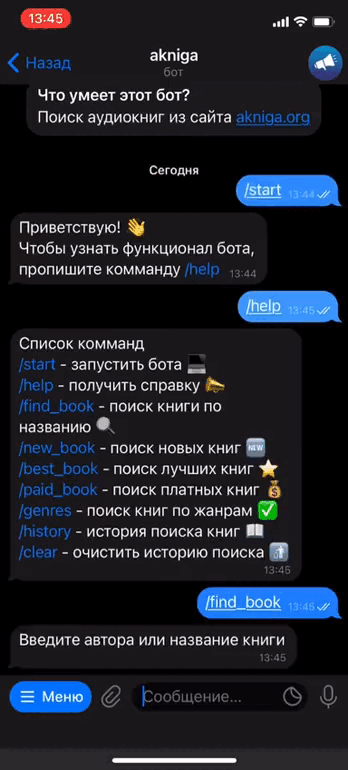 13:45
Назад
akniga
бот
Что умеет этот бот?
Поиск аудиокниг из сайта akniga.org
Сегодня
/start 13:44
Приветствую! 👋
Чтобы узнать функционал бота,
пропишите комманду /help 13:44
/help 13:45
Список комманд
/start - запустить бота 💻
/help - получить справку 📣
/find_book - поиск книги по
названию 🔍
/new_book - поиск новых книг 🆕
/best_book - поиск лучших книг ⭐
/paid_book - поиск платных книг 💰
/genres - поиск книг по жанрам ✅
/history - история поиска книг 📖
/clear - очистить историю поиска 🚮
13:45
/find_book 13:45
Введите автора или название книги
13:45
Меню
Сообщение...